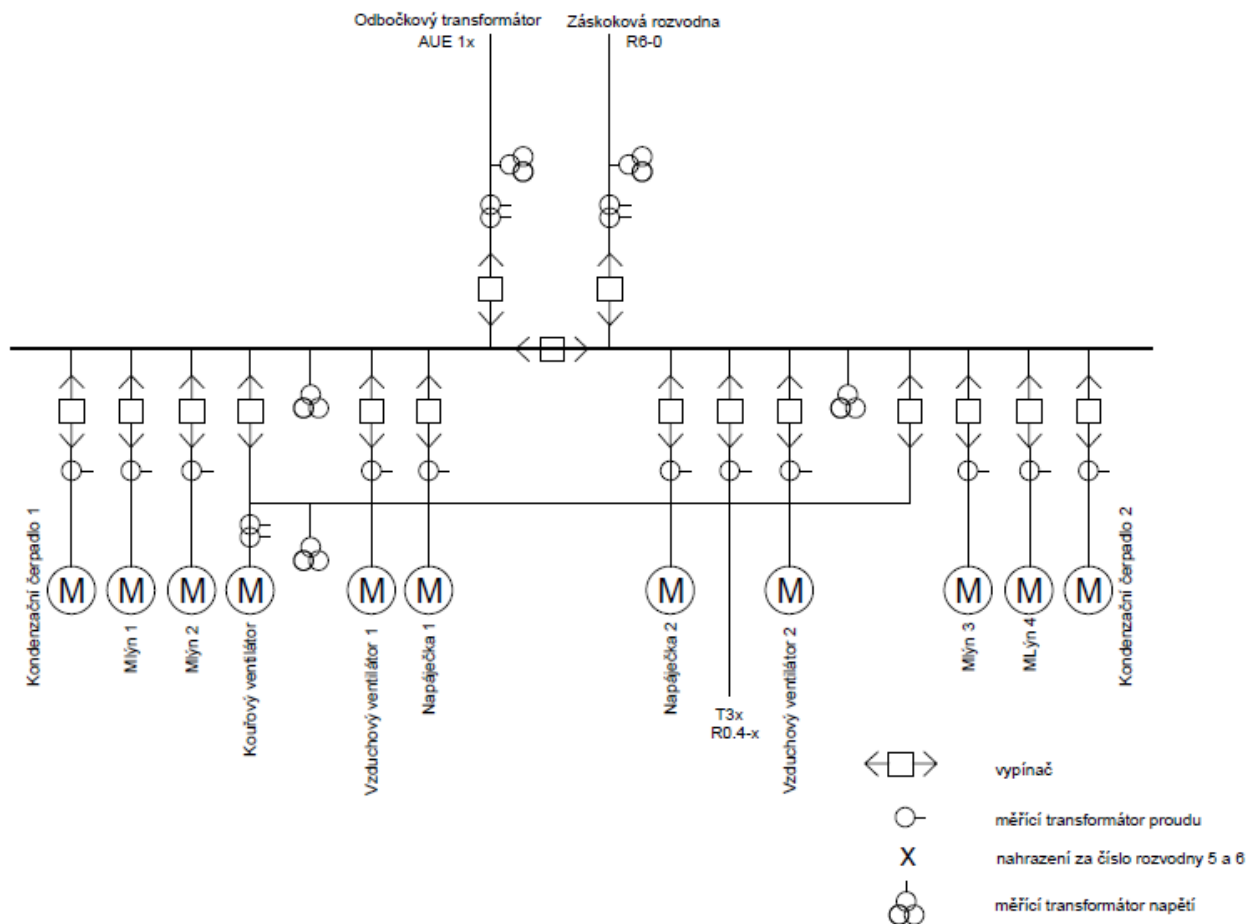 Odbočkový transformátor
AUE 1x
Záskoková rozvodna
R6-0
Kondenzační čerpadlo 1
M
Mlýn 1
M
Mlýn 2
M
Kouřový ventilátor
M
Vzduchový ventilátor 1
M
Napáječka 1
M
Napáječka 2
M
T3x
R0.4-x
Vzduchový ventilátor 2
M
Mlýn 3
M
MLýn 4
M
Kondenzační čerpadlo 2
M
vypínač
měřící transformátor proudu
X nahrazení za číslo rozvodny 5 a 6
měřící transformátor napětí